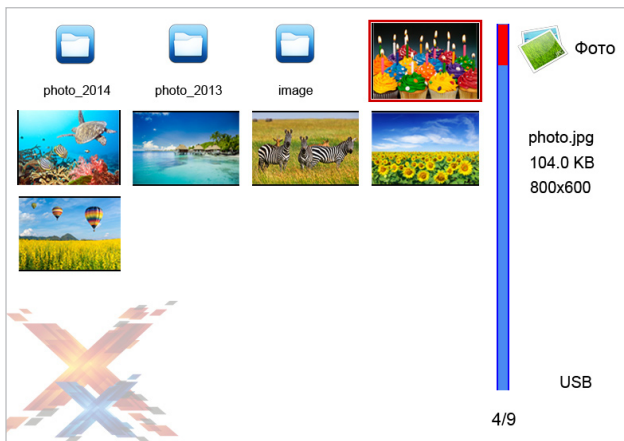 photo_2014
photo_2013
image
Фото
photo.jpg
104.0 KB
800x600
USB
4/9